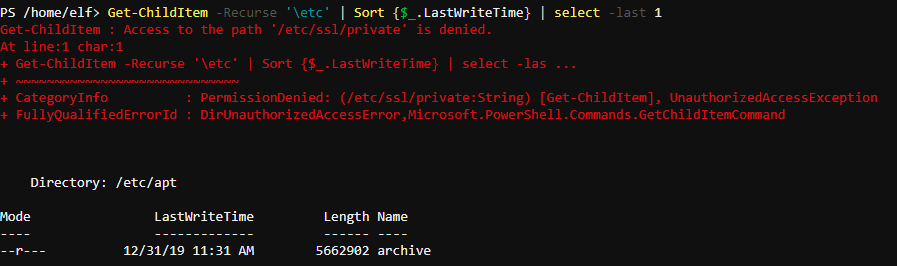 PS /home/elf> Get-ChildItem -Recurse '\etc' | Sort {$_.LastWriteTime} | select -last 1
Get-ChildItem : Access to the path '/etc/ssl/private' is denied.
At line:1 char:1
+ Get-ChildItem -Recurse '\etc' | Sort {$_.LastWriteTime} | select -las ...
+ ~~~~~~~~~~~~~~~~~~~~~~~~~~~~~
+ CategoryInfo          : PermissionDenied: (/etc/ssl/private:String) [Get-ChildItem], UnauthorizedAccessException
+ FullyQualifiedErrorId : DirUnauthorizedAccessError,Microsoft.PowerShell.Commands.GetChildItemCommand
    Directory: /etc/apt
Mode                LastWriteTime         Length Name
----                -------------         ------ ----
--r---         12/31/19 11:31 AM        5662902 archive